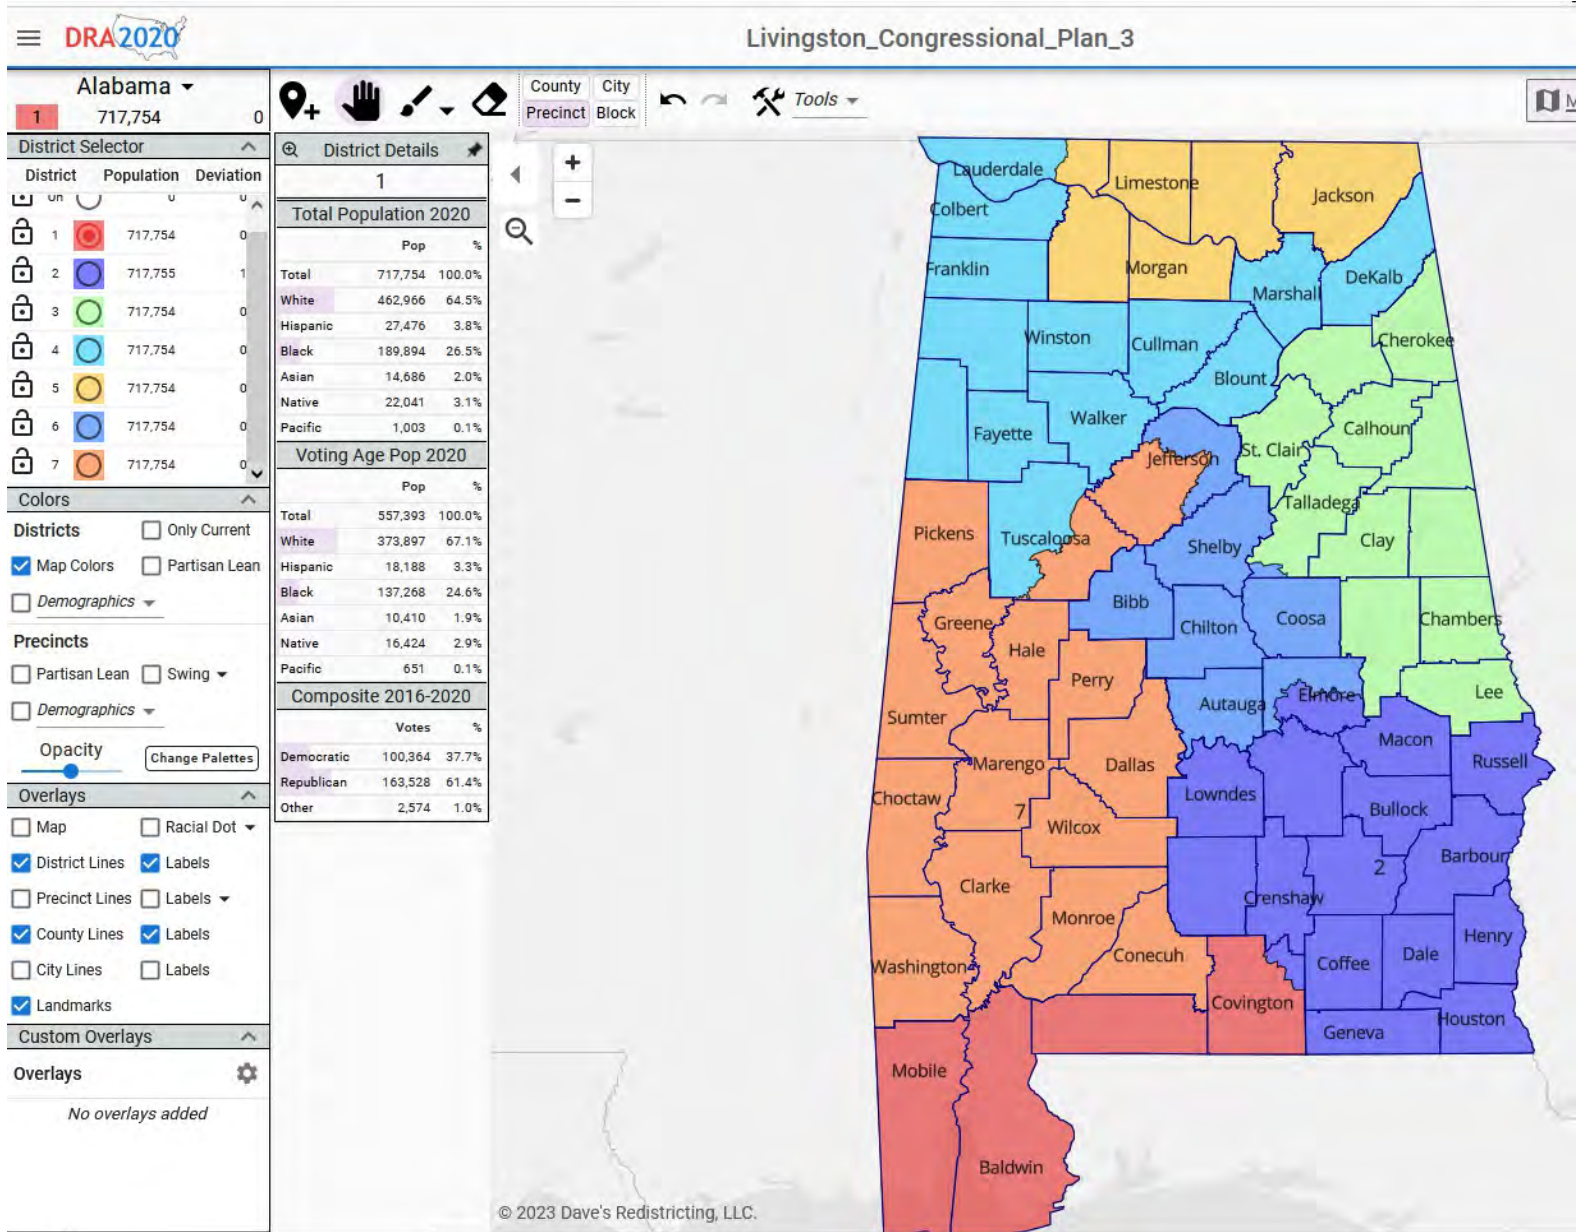 DRA2020
Livingston_Congressional_Plan_3
Alabama
1 717,754 0
County City
Precinct Block
Tools
District Selector
District Population Deviation
Un 0 0
1 717,754 0
2 717,755 1
3 717,754 0
4 717,754 0
5 717,754 0
6 717,754 0
7 717,754 0
Colors
Districts Only Current
Map Colors Partisan Lean
Demographics
Precincts
Partisan Lean Swing
Demographics
Opacity Change Palettes
Overlays
Map Racial Dot
District Lines Labels
Precinct Lines Labels
County Lines Labels
City Lines Labels
Landmarks
Custom Overlays
Overlays
No overlays added
District Details
1
Total Population 2020
Pop %
Total 717,754 100.0%
White 462,966 64.5%
Hispanic 27,476 3.8%
Black 189,894 26.5%
Asian 14,686 2.0%
Native 22,041 3.1%
Pacific 1,003 0.1%
Voting Age Pop 2020
Pop %
Total 557,393 100.0%
White 373,897 67.1%
Hispanic 18,188 3.3%
Black 137,268 24.6%
Asian 10,410 1.9%
Native 16,424 2.9%
Pacific 651 0.1%
Composite 2016-2020
Votes %
Democratic 100,364 37.7%
Republican 163,528 61.4%
Other 2,574 1.0%
+
−
M
Lauderdale
Limestone
Jackson
Colbert
Franklin
Morgan
Marshall
DeKalb
Winston
Cullman
Cherokee
Blount
Walker
Fayette
Calhoun
St. Clair
Jefferson
Talladega
Pickens
Tuscaloosa
Shelby
Clay
Bibb
Greene
Chilton
Coosa
Chambers
Hale
Perry
Elmore
Lee
Autauga
Sumter
Macon
Marengo
Dallas
Russell
Choctaw
Lowndes
7
Bullock
Wilcox
Barbour
2
Clarke
Crenshaw
Monroe
Henry
Conecuh
Dale
Coffee
Washington
Covington
Houston
Geneva
Mobile
Baldwin
© 2023 Dave's Redistricting, LLC.